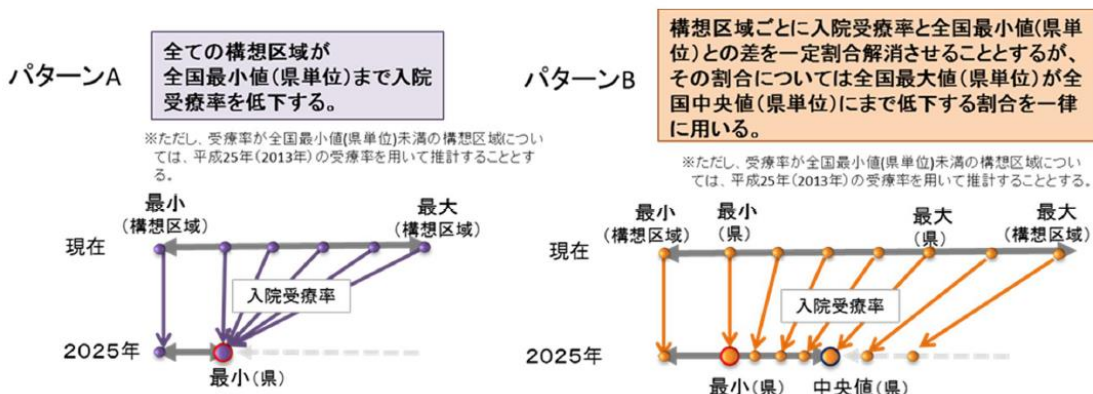 パターンA
全ての構想区域が
全国最小値(県単位)まで入院
受療率を低下する。
※ただし、受療率が全国最小値(県単位)未満の構想区域につい
ては、平成25年(2013年)の受療率を用いて推計することとす
る。
最小
(構想区域)
最大
(構想区域)
現在
入院受療率
2025年
最小(県)
パターンB
構想区域ごとに入院受療率と全国最小値(県単
位)との差を一定割合解消させることとするが、
その割合については全国最大値(県単位)が全
国中央値(県単位)にまで低下する割合を一律
に用いる。
※ただし、受療率が全国最小値(県単位)未満の構想区域につい
ては、平成25年(2013年)の受療率を用いて推計することとする。
最小
(構想区域)
最小
(県)
最大
(県)
最大
(構想区域)
現在
入院受療率
2025年
最小(県)
中央値(県)